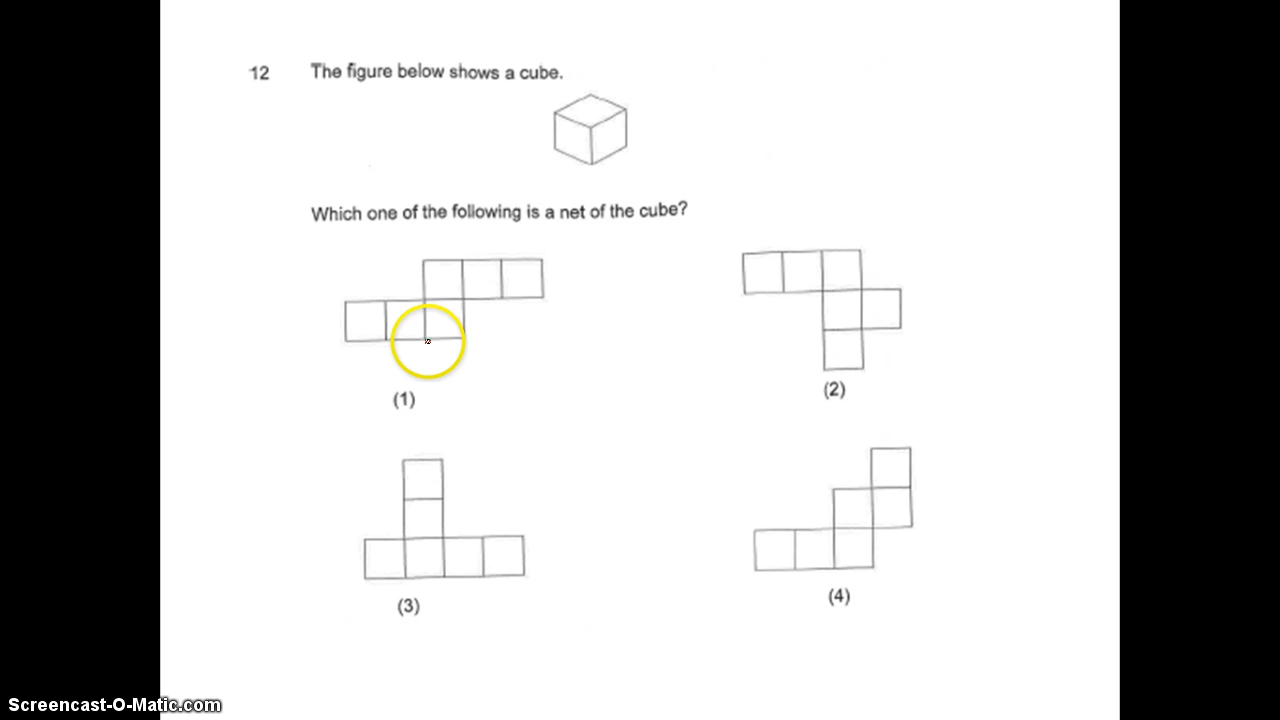 12 The figure below shows a cube.
Which one of the following is a net of the cube?
(1) (2)
(3) (4)
Screencast-O-Matic.com